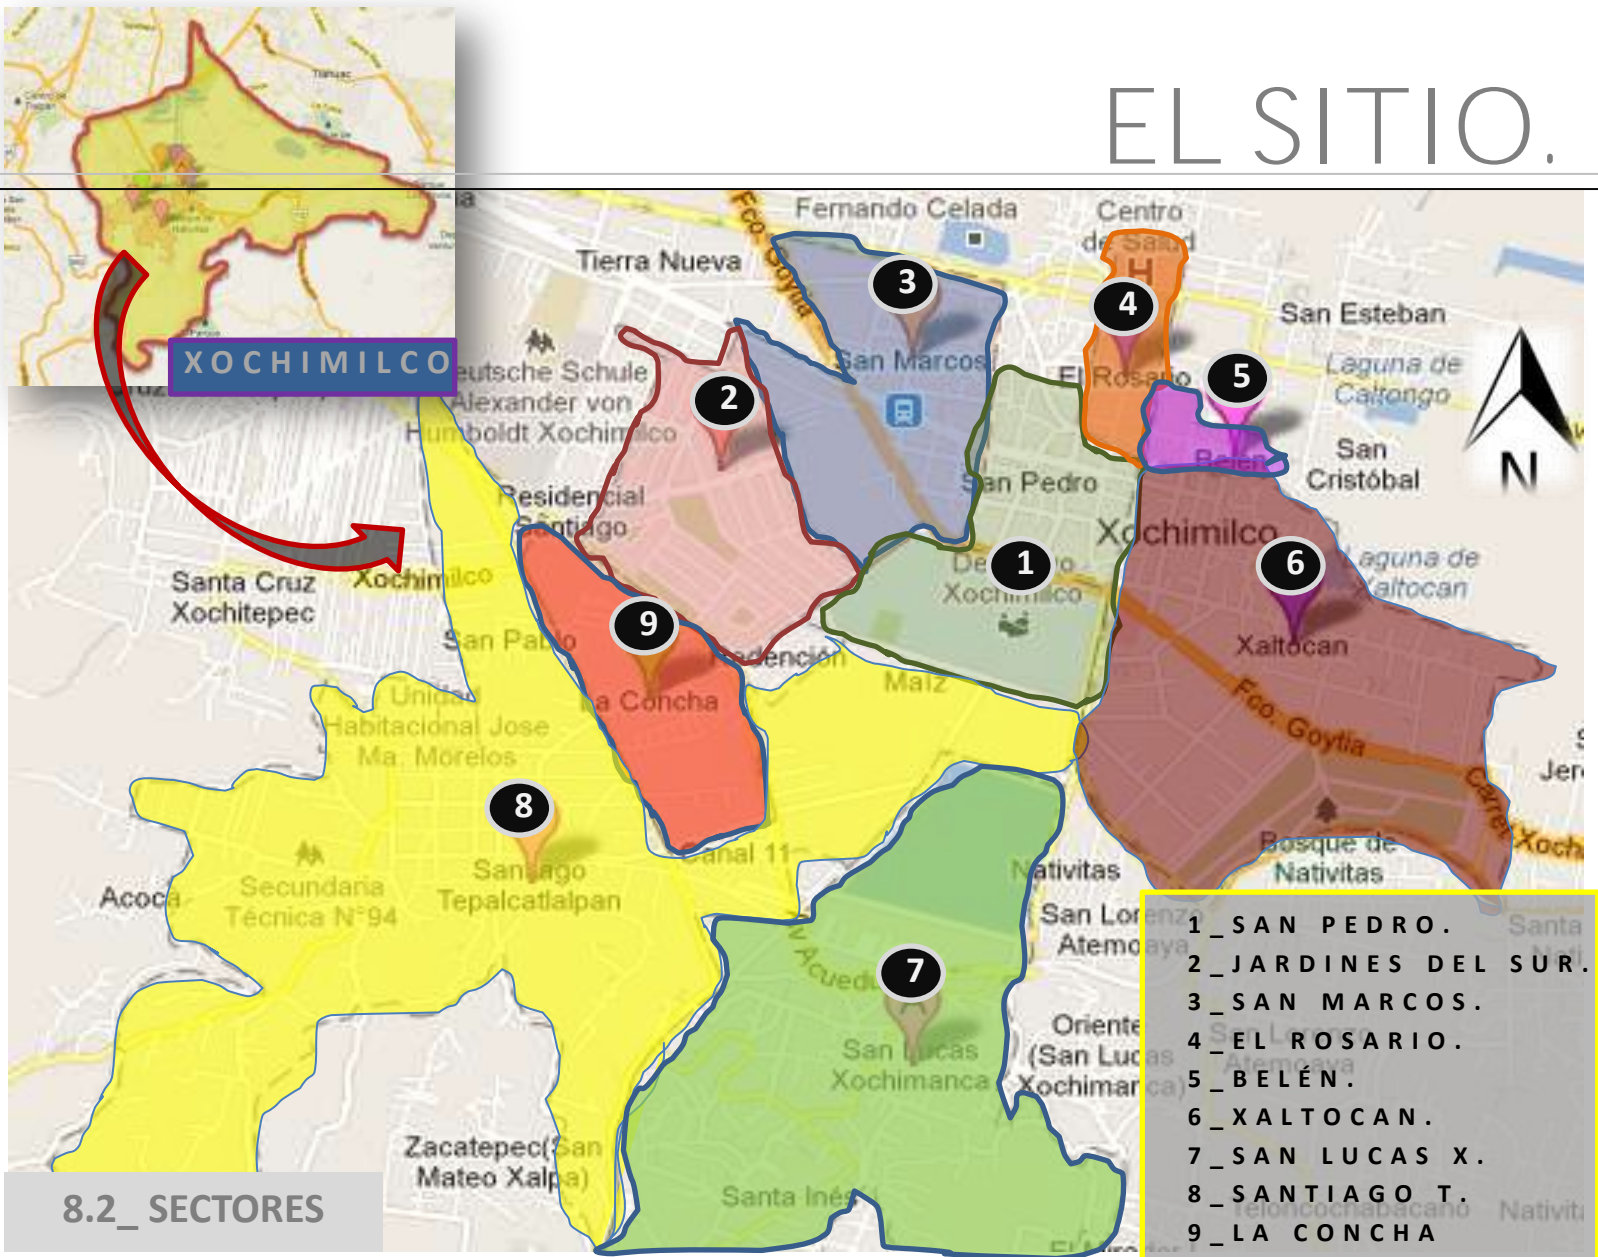 EL SITIO.
Tlahuac
XOCHIMILCO
Fernando Celada
Centro
de Salud
H
Tierra Nueva
Fco. Goytia
3
4
San Esteban
Laguna de
Caltongo
San Marcos
El Rosario
5
Deutsche Schule
Alexander von
Humboldt Xochimilco
2
Belén
San
Cristóbal
N
San Pedro
Residencial
Santiago
Xochimilco
1
Xochimilco
6
Laguna de
Xaltocan
Santa Cruz
Xochitepec
Xochimilco
9
San Pablo
Xaltocan
Maíz
Unidad
Habitacional Jose
Ma. Morelos
La Concha
Fco. Goytia
8
Canal 11
Santiago
Tepalcatlalpan
Secundaria
Técnica N°94
Bosque de
Nativitas
Nativitas
San Lorenzo
Atemoaya
7
San Lucas
Xochimanca
Oriente
(San Lucas
Xochimanca)
Zacatepec(San
Mateo Xalpa)
Santa Inés
1_SAN PEDRO.
2_JARDINES DEL SUR.
3_SAN MARCOS.
4_EL ROSARIO.
5_BELÉN.
6_XALTOCAN.
7_SAN LUCAS X.
8_SANTIAGO T.
9_LA CONCHA
8.2_ SECTORES